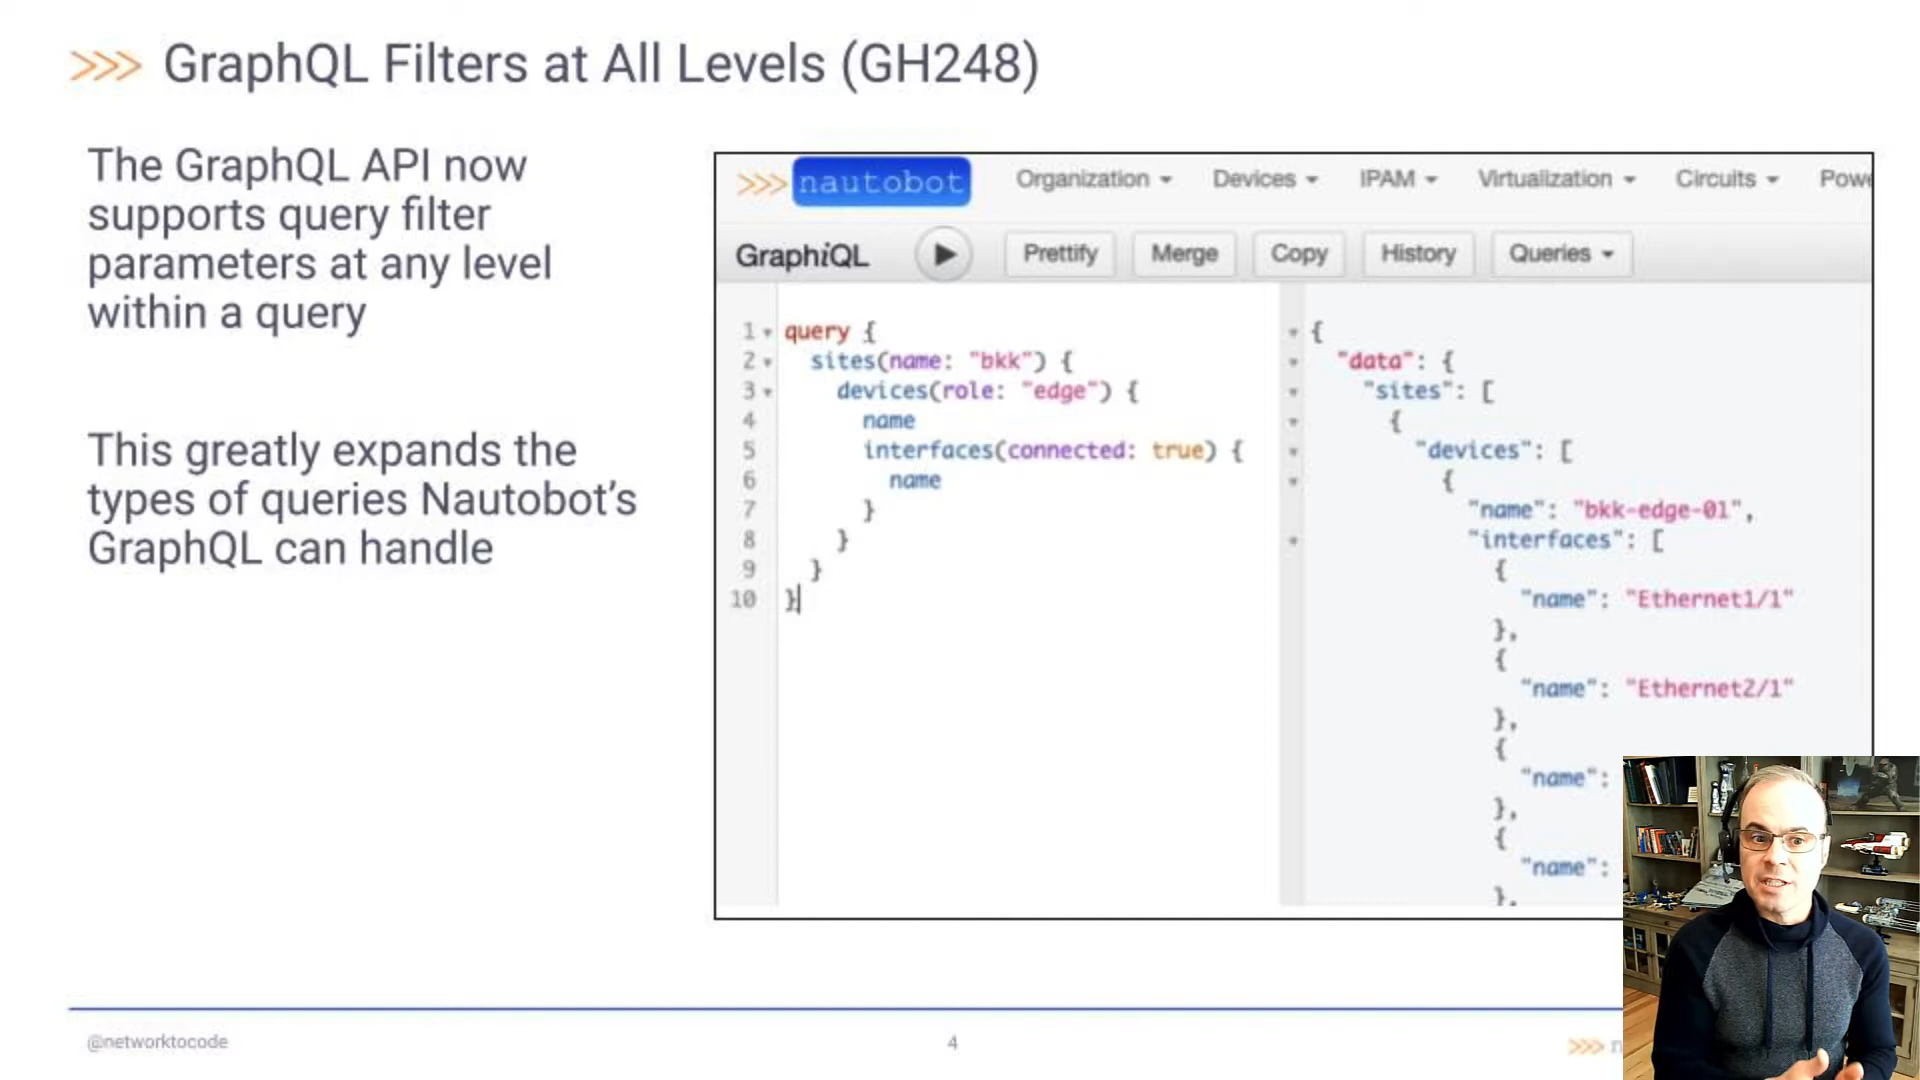 >>> GraphQL Filters at All Levels (GH248)
The GraphQL API now
supports query filter
parameters at any level
within a query
This greatly expands the
types of queries Nautobot’s
GraphQL can handle
>>> nautobot Organization Devices IPAM Virtualization Circuits
GraphiQL Prettify Merge Copy History Queries
1 query {
2 sites(name: "bkk") {
3 devices(role: "edge") {
4 name
5 interfaces(connected: true) {
6 name
7 }
8 }
9 }
10 }
{
"data": {
"sites": [
{
"devices": [
{
"name": "bkk-edge-01",
"interfaces": [
{
"name": "Ethernet1/1"
},
{
"name": "Ethernet2/1"
},
{
"name":
},
{
"name":
},
@networktocode
4
>>>